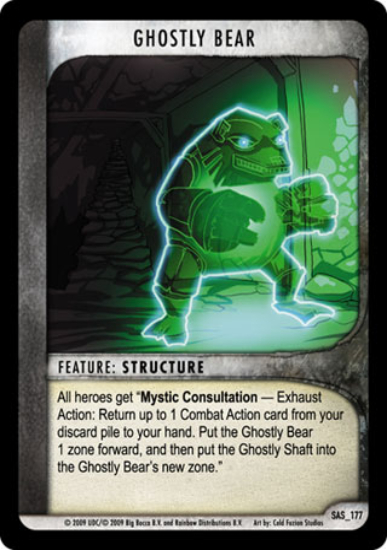 GHOSTLY BEAR
FEATURE: STRUCTURE
All heroes get “Mystic Consultation — Exhaust
Action: Return up to 1 Combat Action card from your
discard pile to your hand. Put the Ghostly Bear
1 zone forward, and then put the Ghostly Shaft into
the Ghostly Bear’s new zone.”
SAS_177
© 2009 UDC/© 2009 Big Bocca B.V. and Rainbow Distributions B.V. Art by: Cold Fuzion Studios